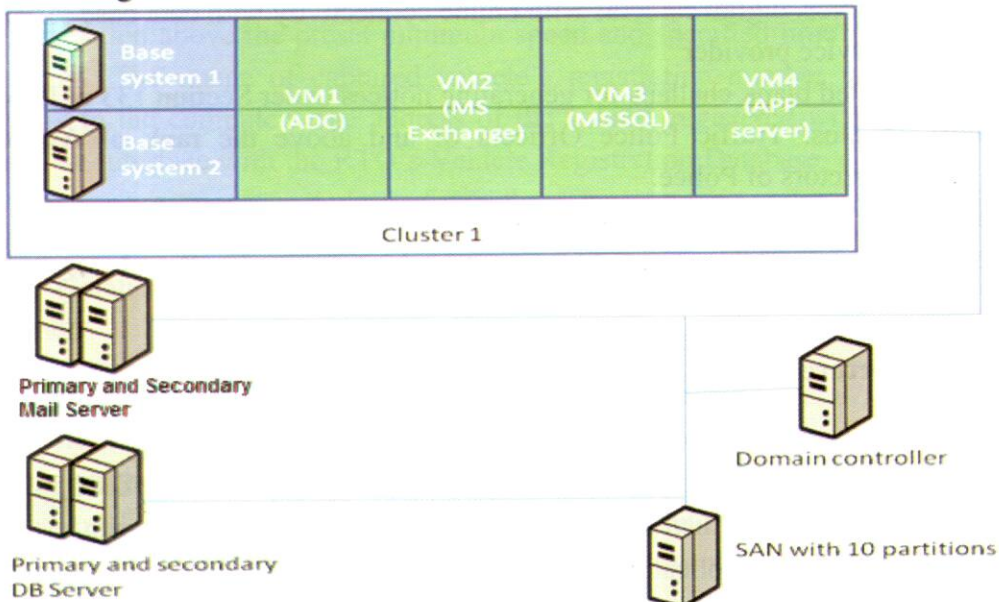 Base
system 1
Base
system 2
VM1
(ADC)
VM2
(MS
Exchange)
VM3
(MS SQL)
VM4
(APP
server)
Cluster 1
Primary and Secondary
Mail Server
Domain controller
Primary and secondary
DB Server
SAN with 10 partitions